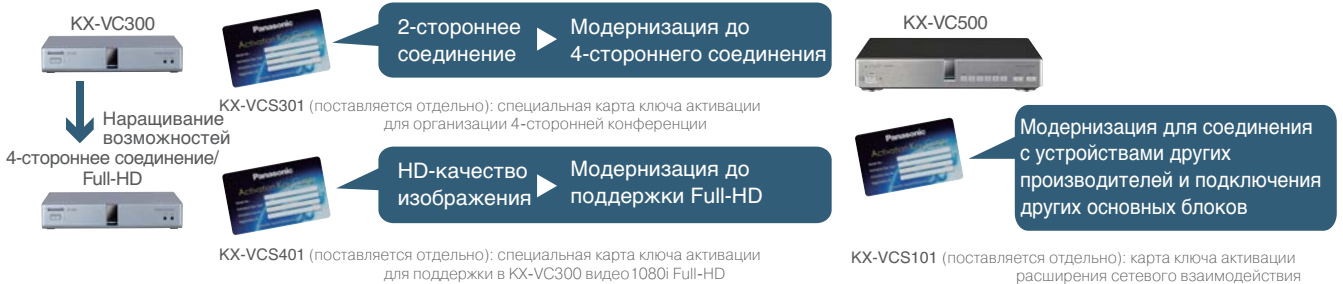 KX-VC300
Panasonic
2-стороннее
соединение
Модернизация до
4-стороннего соединения
KX-VCS301 (поставляется отдельно): специальная карта ключа активации
для организации 4-сторонней конференции
Наращивание
возможностей
4-стороннее соединение/
Full-HD
Panasonic
HD-качество
изображения
Модернизация до
поддержки Full-HD
KX-VCS401 (поставляется отдельно): специальная карта ключа активации
для поддержки в KX-VC300 видео1080i Full-HD
KX-VC500
Panasonic
Модернизация для соединения
с устройствами других
производителей и подключения
других основных блоков
KX-VCS101 (поставляется отдельно): карта ключа активации
расширения сетевого взаимодействия